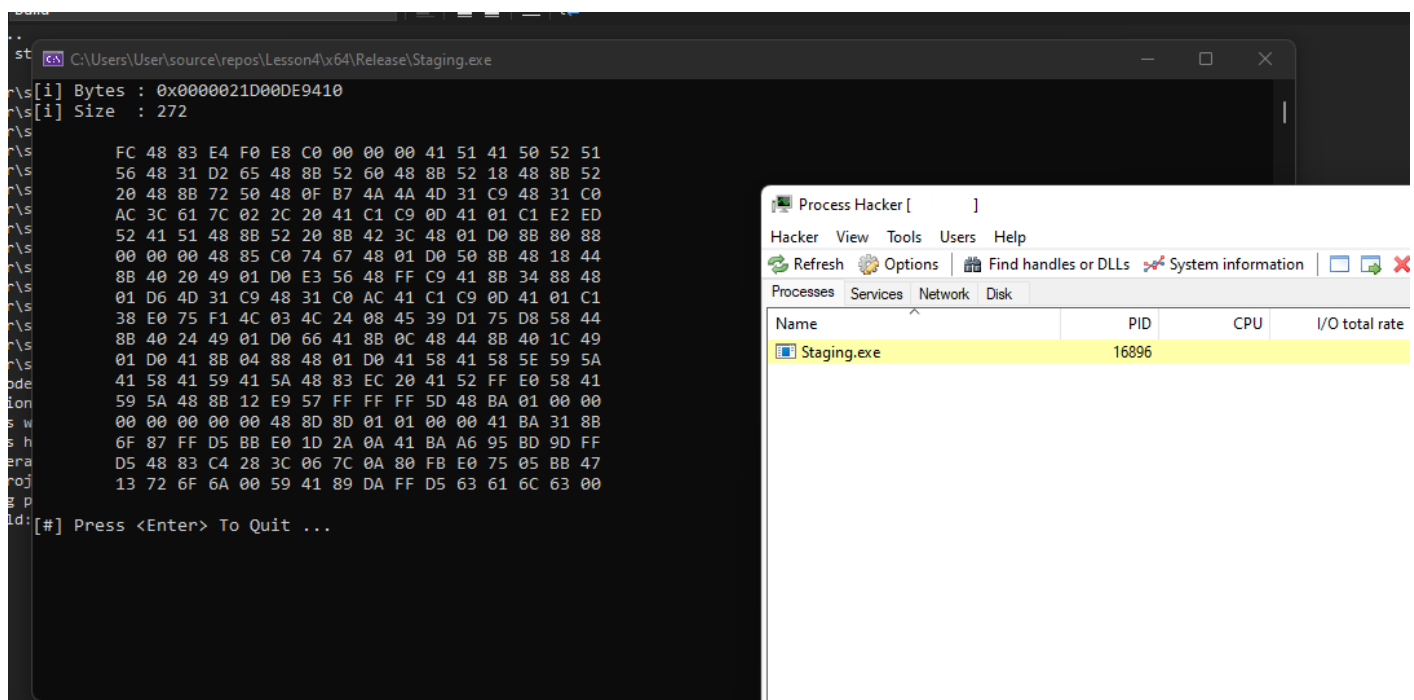 C:\Users\User\source\repos\Lesson4\x64\Release\Staging.exe
[i] Bytes : 0x0000021D00DE9410
[i] Size : 272
FC 48 83 E4 F0 E8 C0 00 00 00 41 51 41 50 52 51
56 48 31 D2 65 48 8B 52 60 48 8B 52 18 48 8B 52
20 48 8B 72 50 48 0F B7 4A 4A 4D 31 C9 48 31 C0
AC 3C 61 7C 02 2C 20 41 C1 C9 0D 41 01 C1 E2 ED
52 41 51 48 8B 52 20 8B 42 3C 48 01 D0 8B 80 88
00 00 00 48 85 C0 74 67 48 01 D0 50 8B 48 18 44
8B 40 20 49 01 D0 E3 56 48 FF C9 41 8B 34 88 48
01 D6 4D 31 C9 48 31 C0 AC 41 C1 C9 0D 41 01 C1
38 E0 75 F1 4C 03 4C 24 08 45 39 D1 75 D8 58 44
8B 40 24 49 01 D0 66 41 8B 0C 48 44 8B 40 1C 49
01 D0 41 8B 04 88 48 01 D0 41 58 41 58 5E 59 5A
41 58 41 59 41 5A 48 83 EC 20 41 52 FF E0 58 41
59 5A 48 8B 12 E9 57 FF FF FF 5D 48 BA 01 00 00
00 00 00 00 00 48 8D 8D 01 01 00 00 41 BA 31 8B
6F 87 FF D5 BB E0 1D 2A 0A 41 BA A6 95 BD 9D FF
D5 48 83 C4 28 3C 06 7C 0A 80 FB E0 75 05 BB 47
13 72 6F 6A 00 59 41 89 DA FF D5 63 61 6C 63 00
[#] Press <Enter> To Quit ...
Process Hacker [ ]
Hacker View Tools Users Help
Refresh Options Find handles or DLLs System information
Processes Services Network Disk
Name PID CPU I/O total rate
Staging.exe 16896